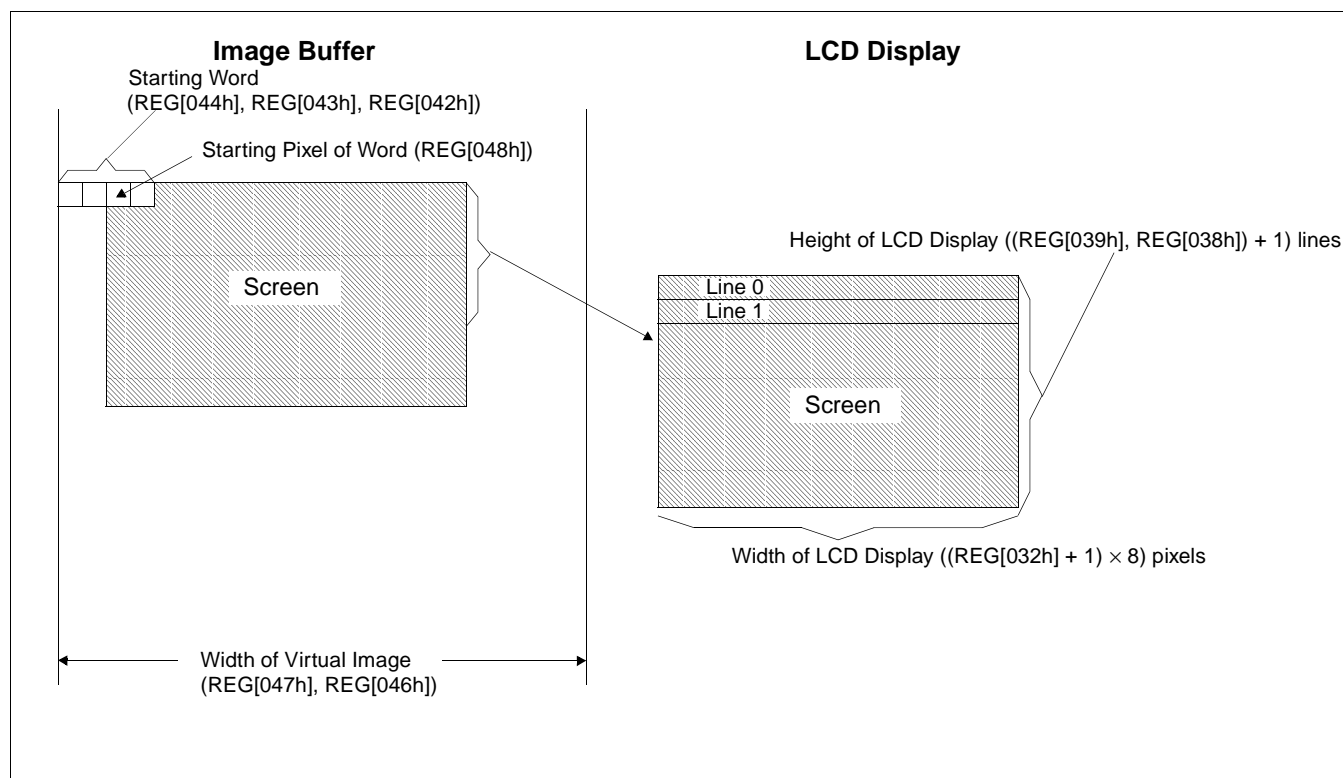 Image Buffer
LCD Display
Starting Word
(REG[044h], REG[043h], REG[042h])
Starting Pixel of Word (REG[048h])
Height of LCD Display ((REG[039h], REG[038h]) + 1) lines
Screen
Line 0
Line 1
Screen
Width of LCD Display ((REG[032h] + 1) × 8) pixels
Width of Virtual Image
(REG[047h], REG[046h])